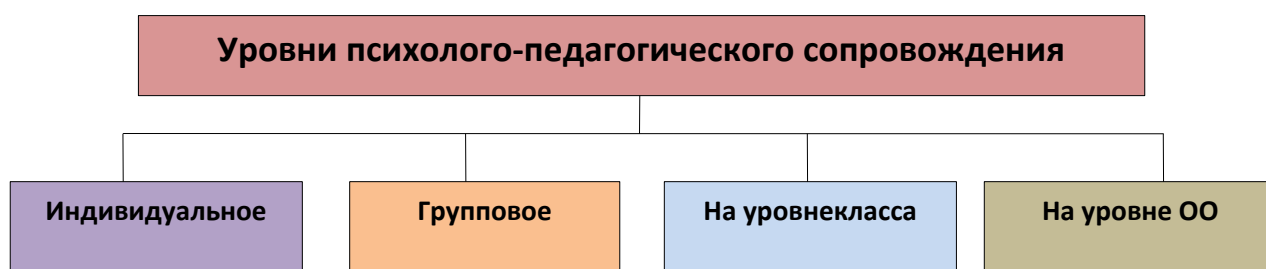 Уровни психолого-педагогического сопровождения
Индивидуальное
Групповое
На уровнекласса
На уровне ОО